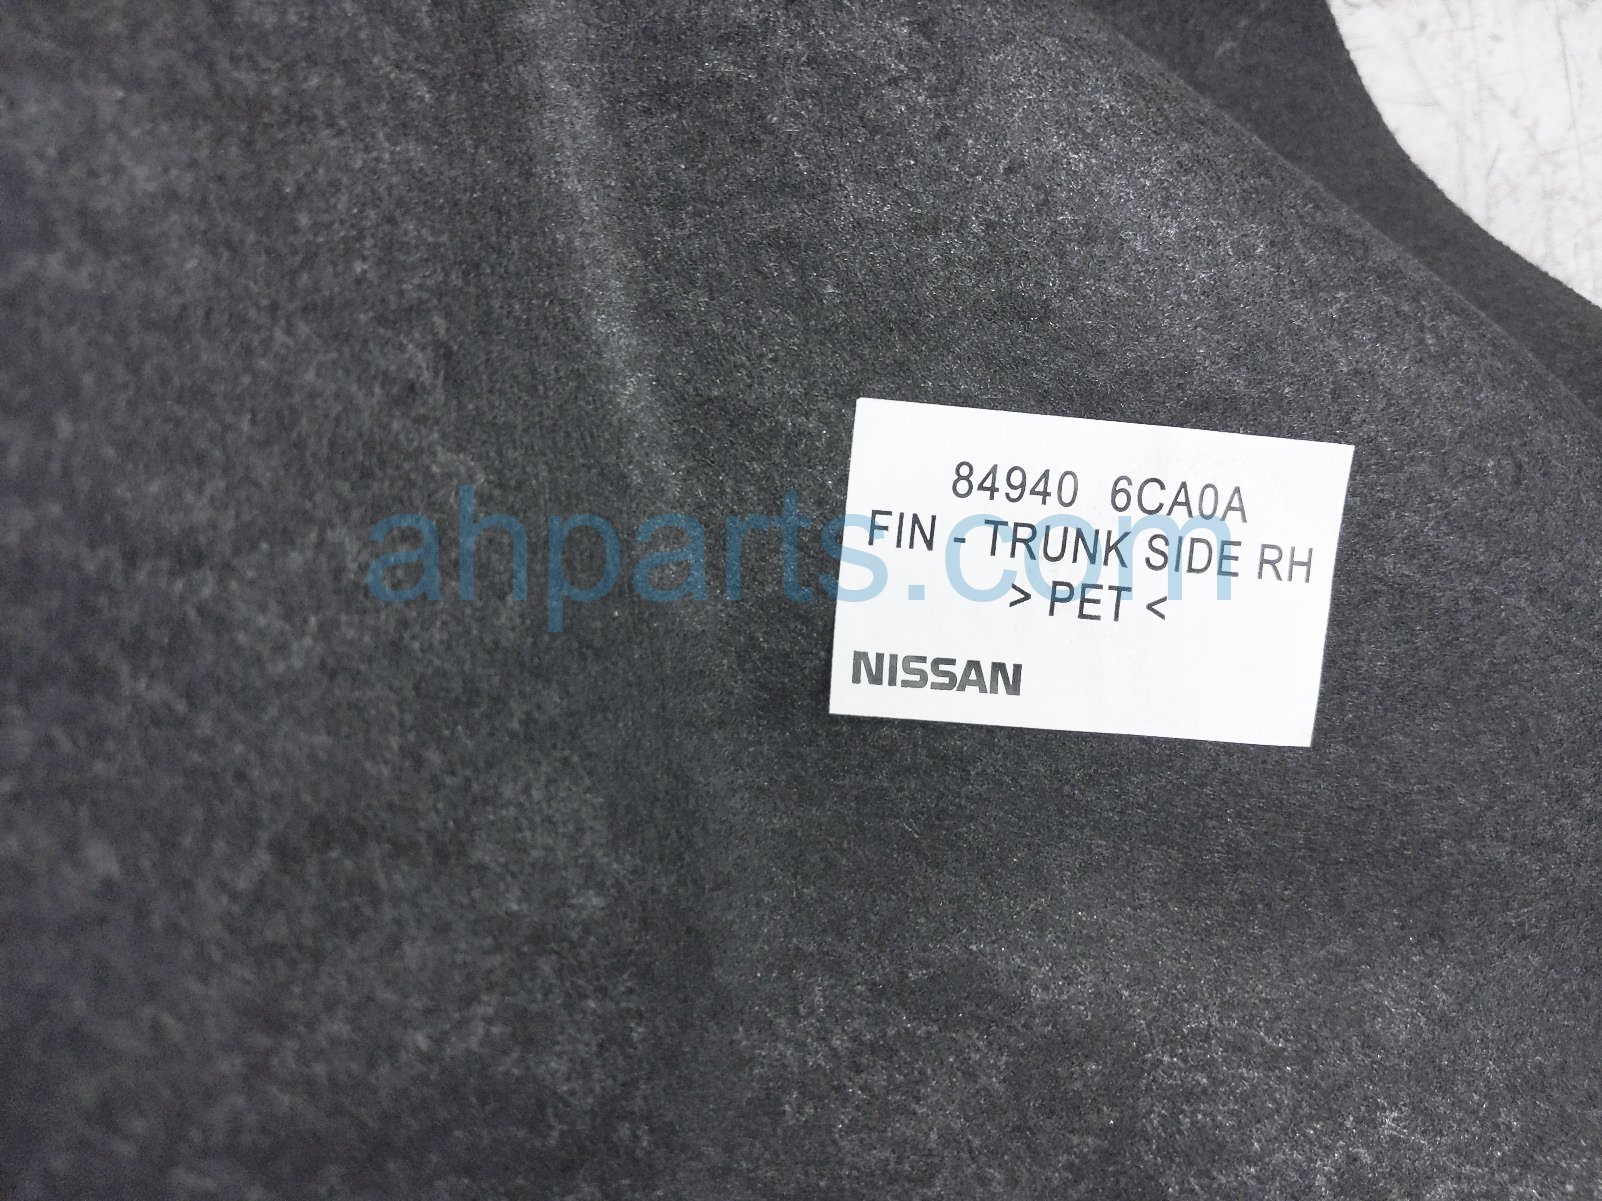 84940 6CA0A
FIN - TRUNK SIDE RH
> PET <
NISSAN
ahparts.com